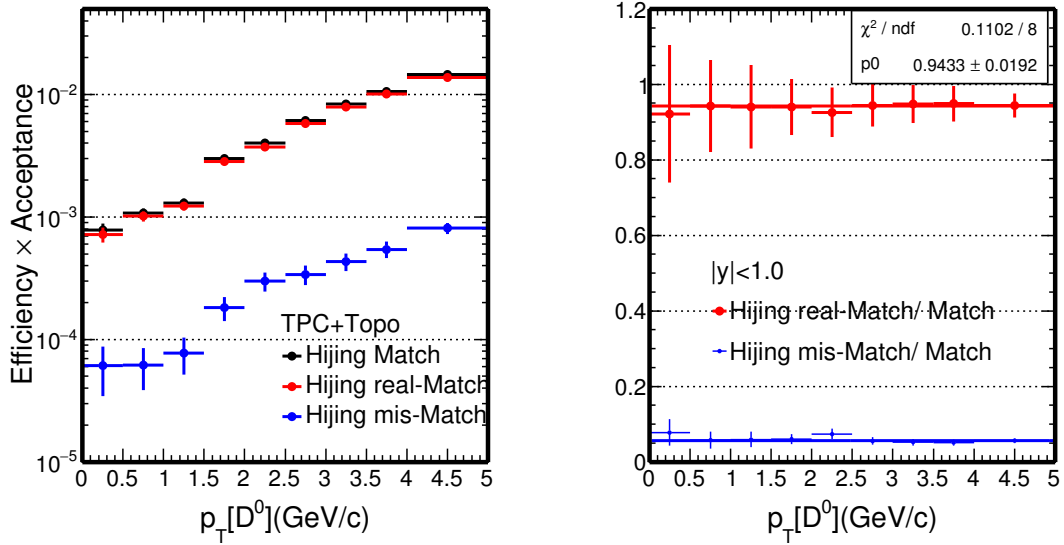 Efficiency × Acceptance
10⁻²
10⁻³
10⁻⁴
10⁻⁵
TPC+Topo
Hijing Match
Hijing real-Match
Hijing mis-Match
0 0.5 1 1.5 2 2.5 3 3.5 4 4.5 5
p_T[D⁰](GeV/c)
1.2
1
0.8
0.6
0.4
0.2
0
χ² / ndf 0.1102 / 8
p0 0.9433 ± 0.0192
|y|<1.0
Hijing real-Match/ Match
Hijing mis-Match/ Match
0 0.5 1 1.5 2 2.5 3 3.5 4 4.5 5
p_T[D⁰](GeV/c)